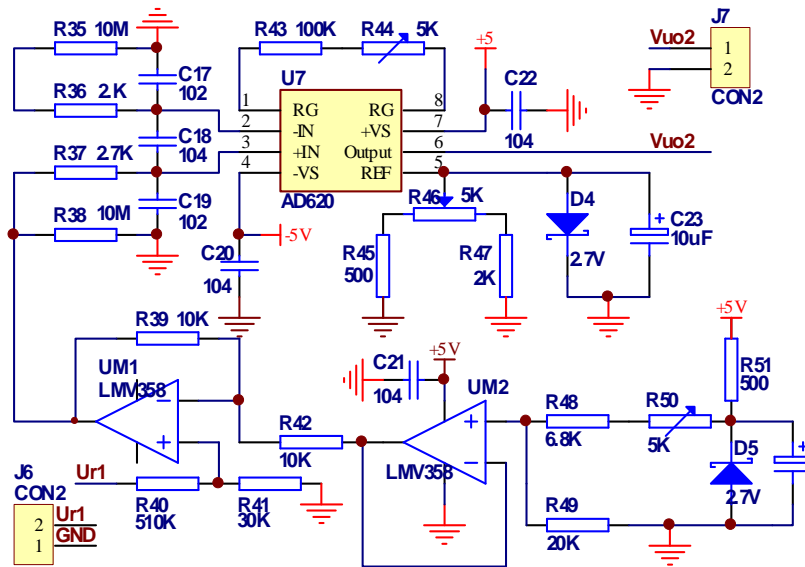 R35 10M
R43 100K
R44 5K
+5
J7
Vuo2
1
2
CON2
C17
102
U7
C22
104
R36 2.K
1
2
3
4
RG
-IN
+IN
-VS
RG
+VS
Output
REF
8
7
6
5
AD620
C18
104
Vuo2
R37 2.7K
C19
102
R38 10M
R46 5K
D4
2.7V
C23
+
10uF
-5V
C20
104
R45
500
R47
2K
R39 10K
C21
104
+5V
+5V
UM1
LMV358
UM2
LMV358
R42
10K
R48
6.8K
R50
5K
R51
500
D5
2.7V
+
J6
CON2
Ur1
R40
510K
R41
30K
R49
20K
2
1
Ur1
GND